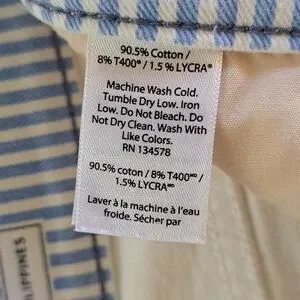 90.5% Cotton /
8% T400® / 1.5 % LYCRA®
Machine Wash Cold.
Tumble Dry Low. Iron
Low. Do Not Bleach. Do
Not Dry Clean. Wash With
Like Colors.
RN 134578
90.5% coton / 8% T400ᴹᴰ /
1.5% LYCRAᴹᴰ
Laver à la machine à l'eau
froide. Sécher par